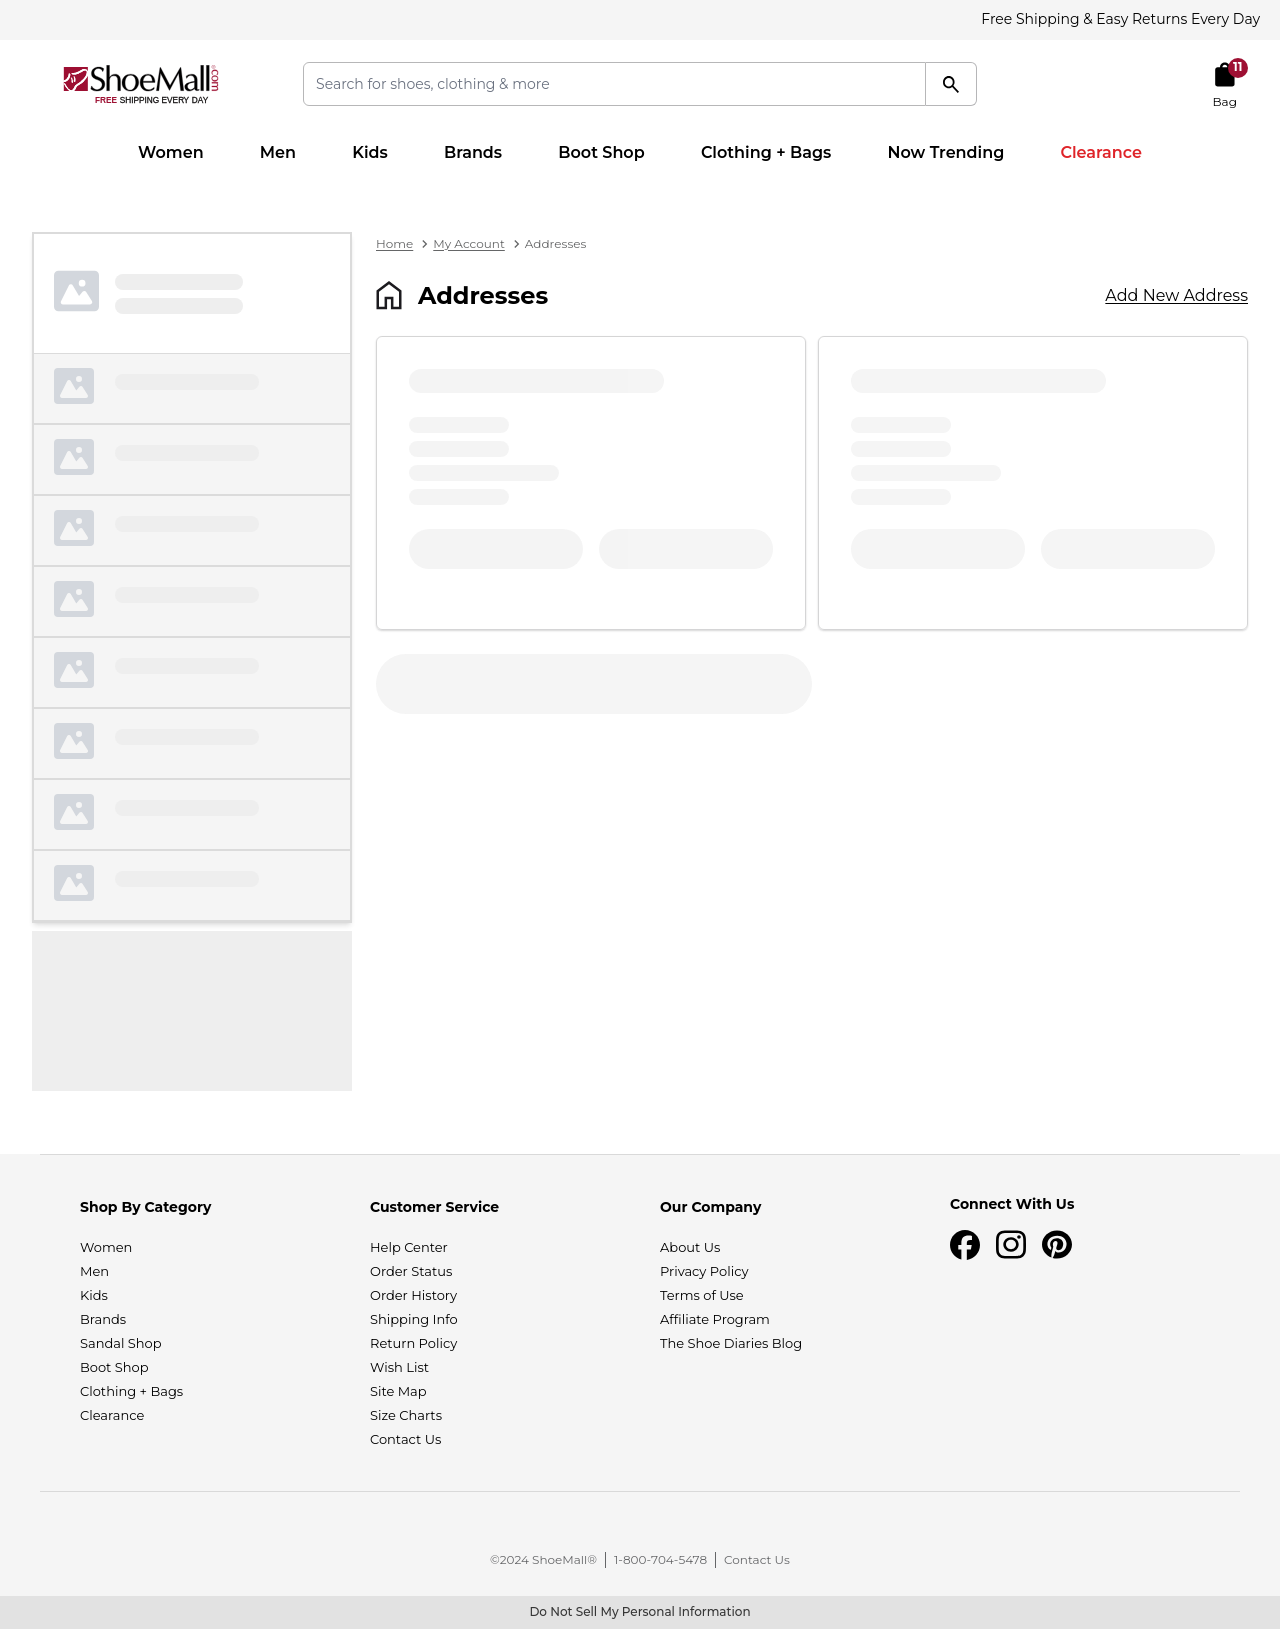 Free Shipping & Easy Returns Every Day
ShoeMall.com®
FREE SHIPPING EVERY DAY
Search for shoes, clothing & more
11
Bag
Women Men Kids Brands Boot Shop Clothing + Bags Now Trending Clearance
Home > My Account > Addresses
Addresses
Add New Address
Shop By Category
Women
Men
Kids
Brands
Sandal Shop
Boot Shop
Clothing + Bags
Clearance
Customer Service
Help Center
Order Status
Order History
Shipping Info
Return Policy
Wish List
Site Map
Size Charts
Contact Us
Our Company
About Us
Privacy Policy
Terms of Use
Affiliate Program
The Shoe Diaries Blog
Connect With Us
©2024 ShoeMall® | 1-800-704-5478 | Contact Us
Do Not Sell My Personal Information